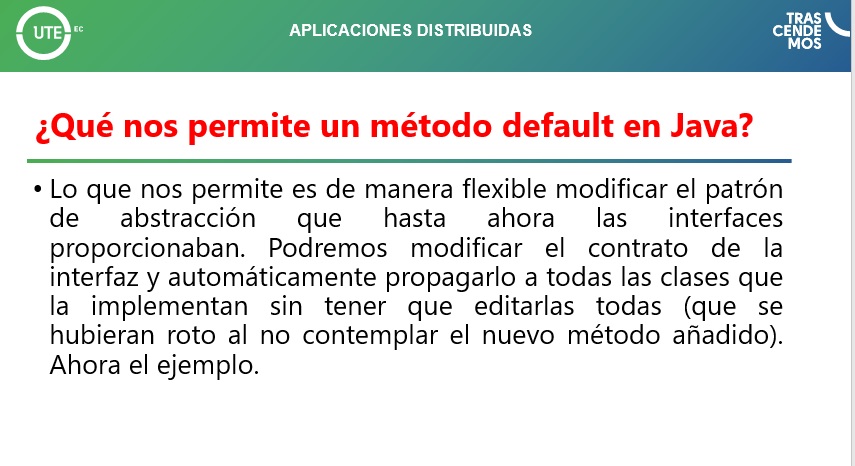 UTE EC
APLICACIONES DISTRIBUIDAS
TRAS
CENDE
MOS
¿Qué nos permite un método default en Java?
• Lo que nos permite es de manera flexible modificar el patrón
de abstracción que hasta ahora las interfaces
proporcionaban. Podremos modificar el contrato de la
interfaz y automáticamente propagarlo a todas las clases que
la implementan sin tener que editarlas todas (que se
hubieran roto al no contemplar el nuevo método añadido).
Ahora el ejemplo.